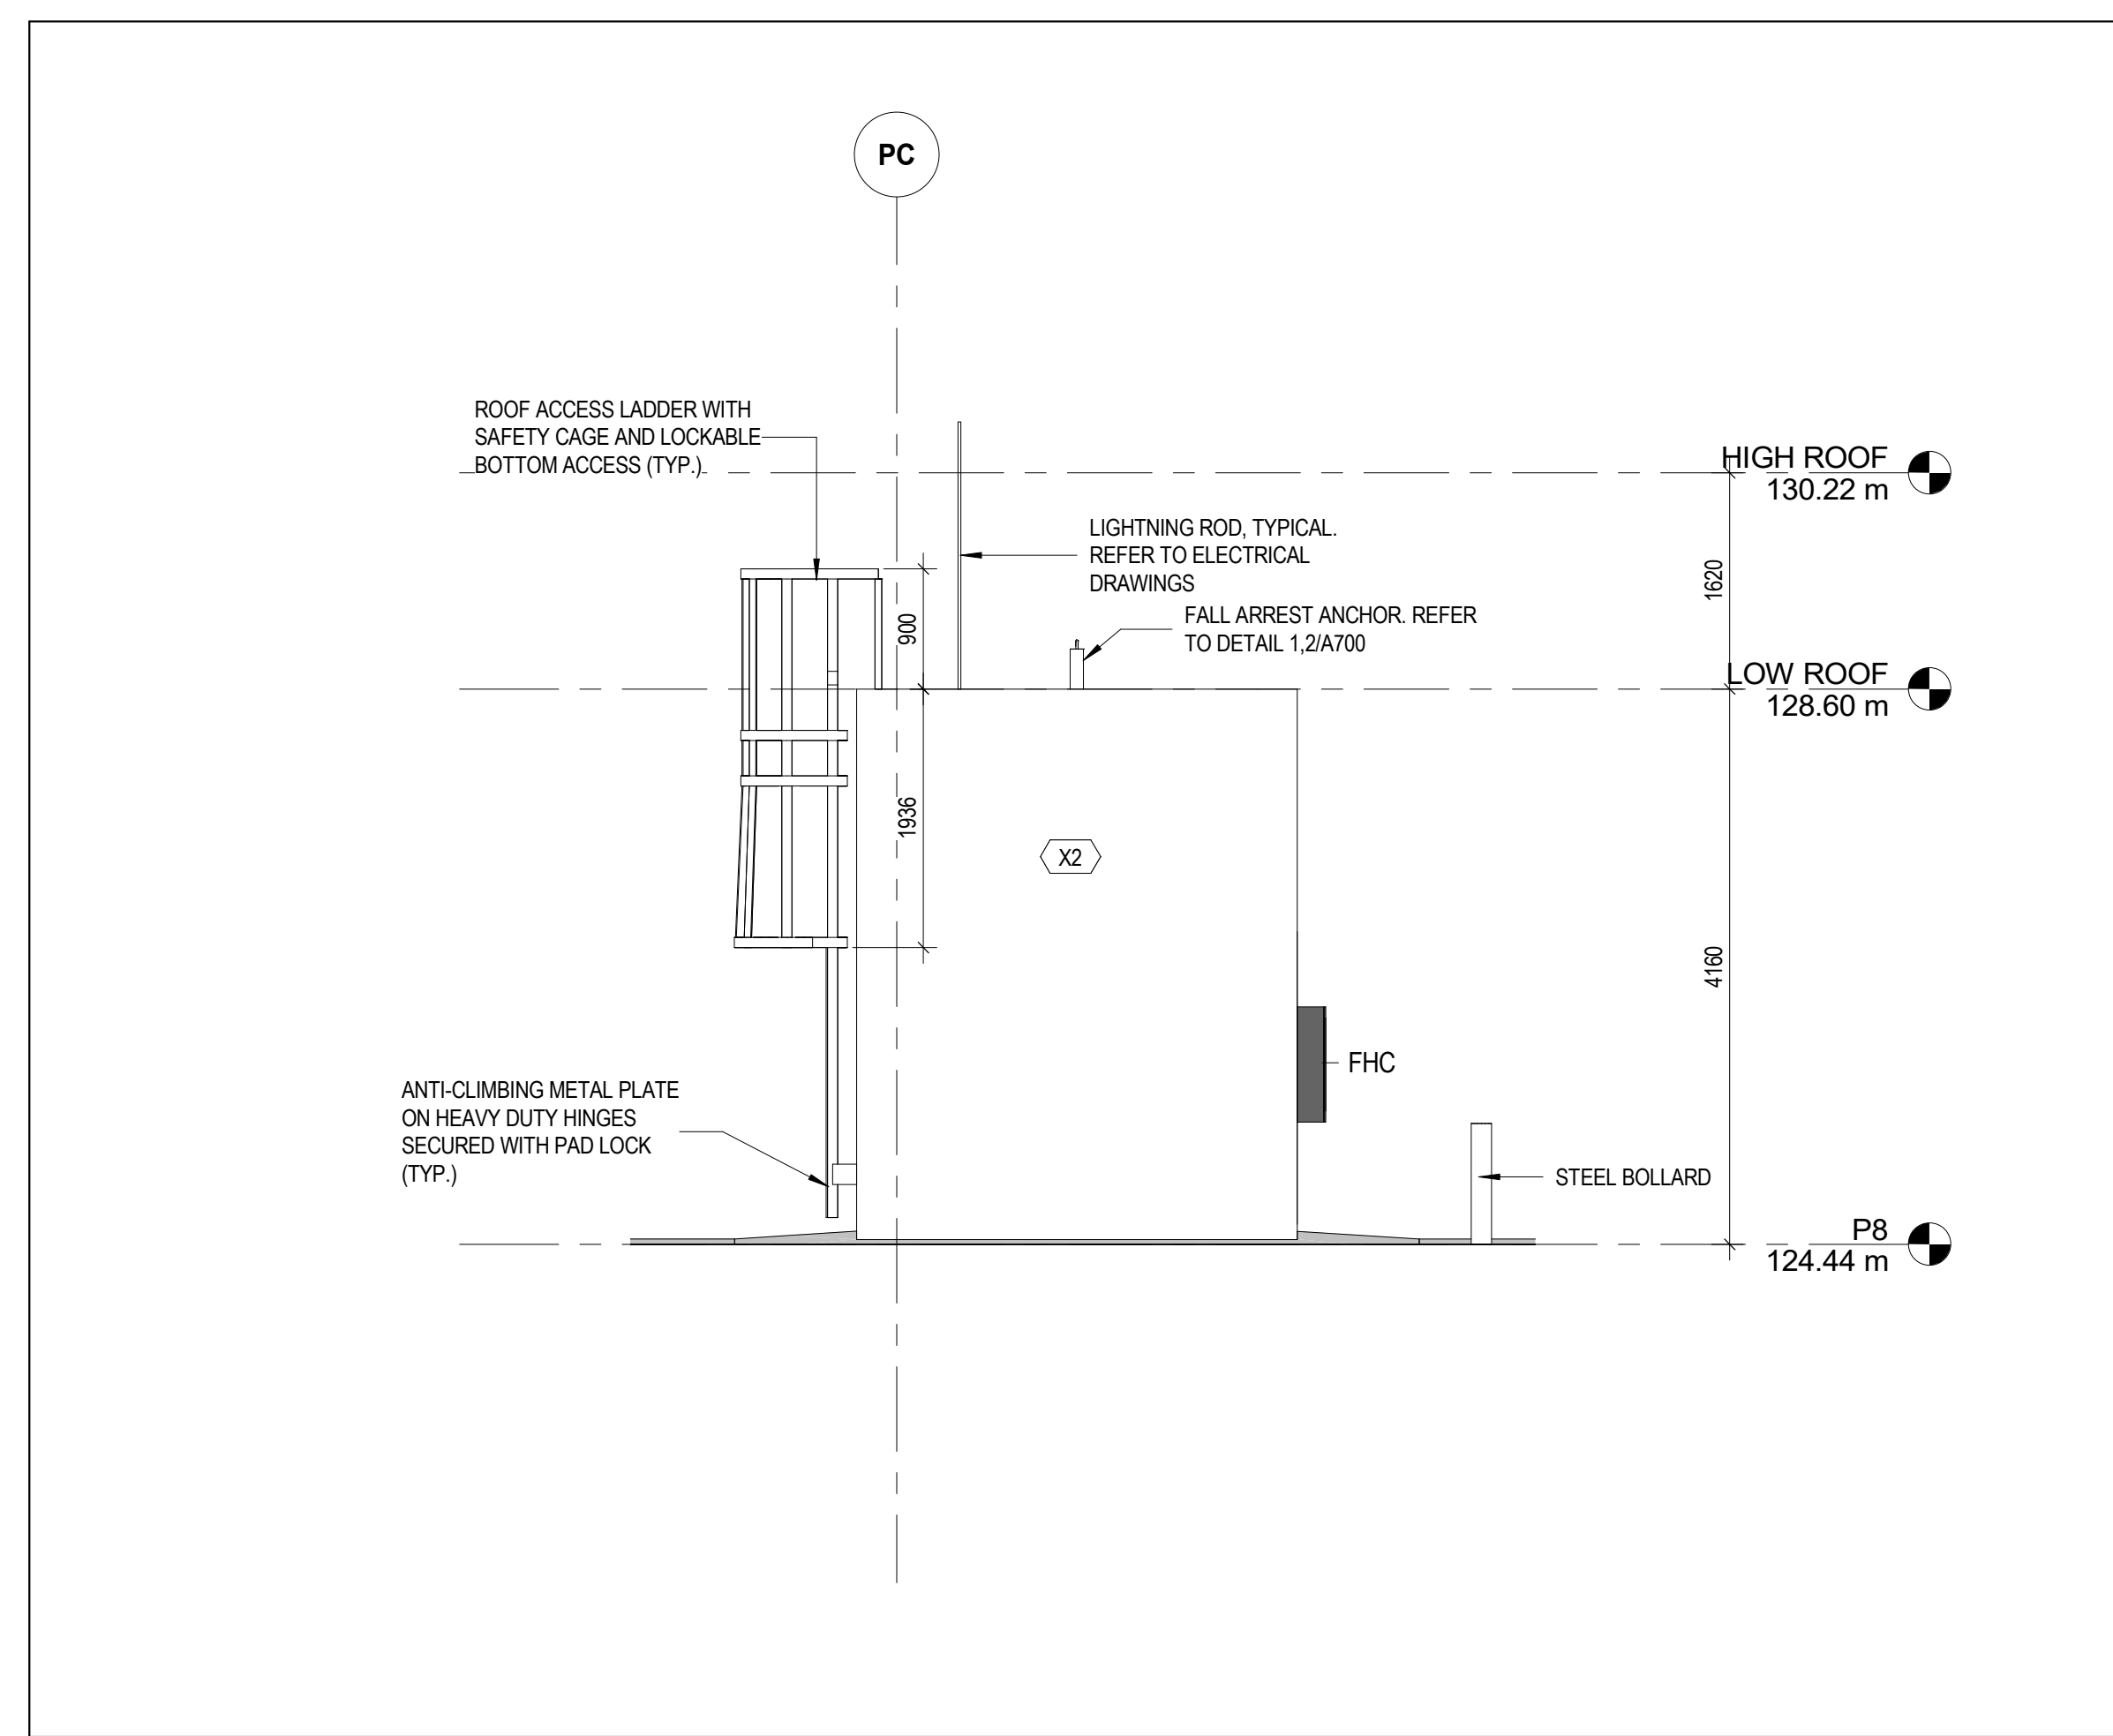 PC
ROOF ACCESS LADDER WITH
SAFETY CAGE AND LOCKABLE
BOTTOM ACCESS (TYP.)
HIGH ROOF
130.22 m
LIGHTNING ROD, TYPICAL.
REFER TO ELECTRICAL
DRAWINGS
1620
900
FALL ARREST ANCHOR. REFER
TO DETAIL 1,2/A700
LOW ROOF
128.60 m
1936
X2
4160
FHC
ANTI-CLIMBING METAL PLATE
ON HEAVY DUTY HINGES
SECURED WITH PAD LOCK
(TYP.)
STEEL BOLLARD
P8
124.44 m